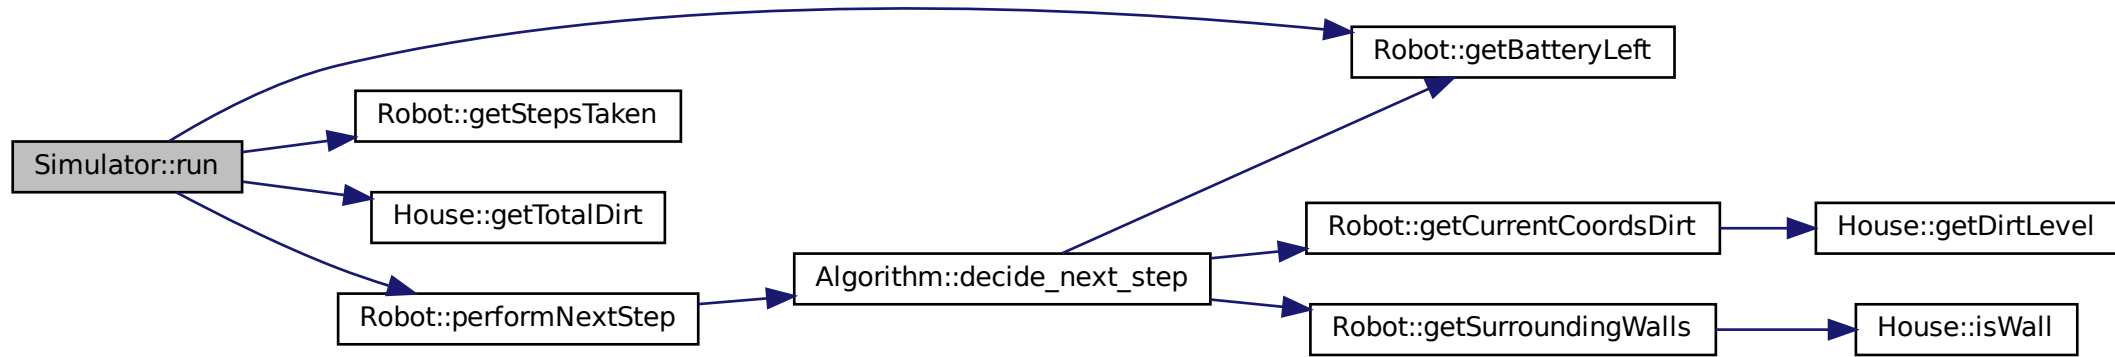 Robot::getBatteryLeft
Robot::getStepsTaken
Simulator::run
House::getTotalDirt
Robot::getCurrentCoordsDirt
House::getDirtLevel
Algorithm::decide_next_step
Robot::performNextStep
Robot::getSurroundingWalls
House::isWall